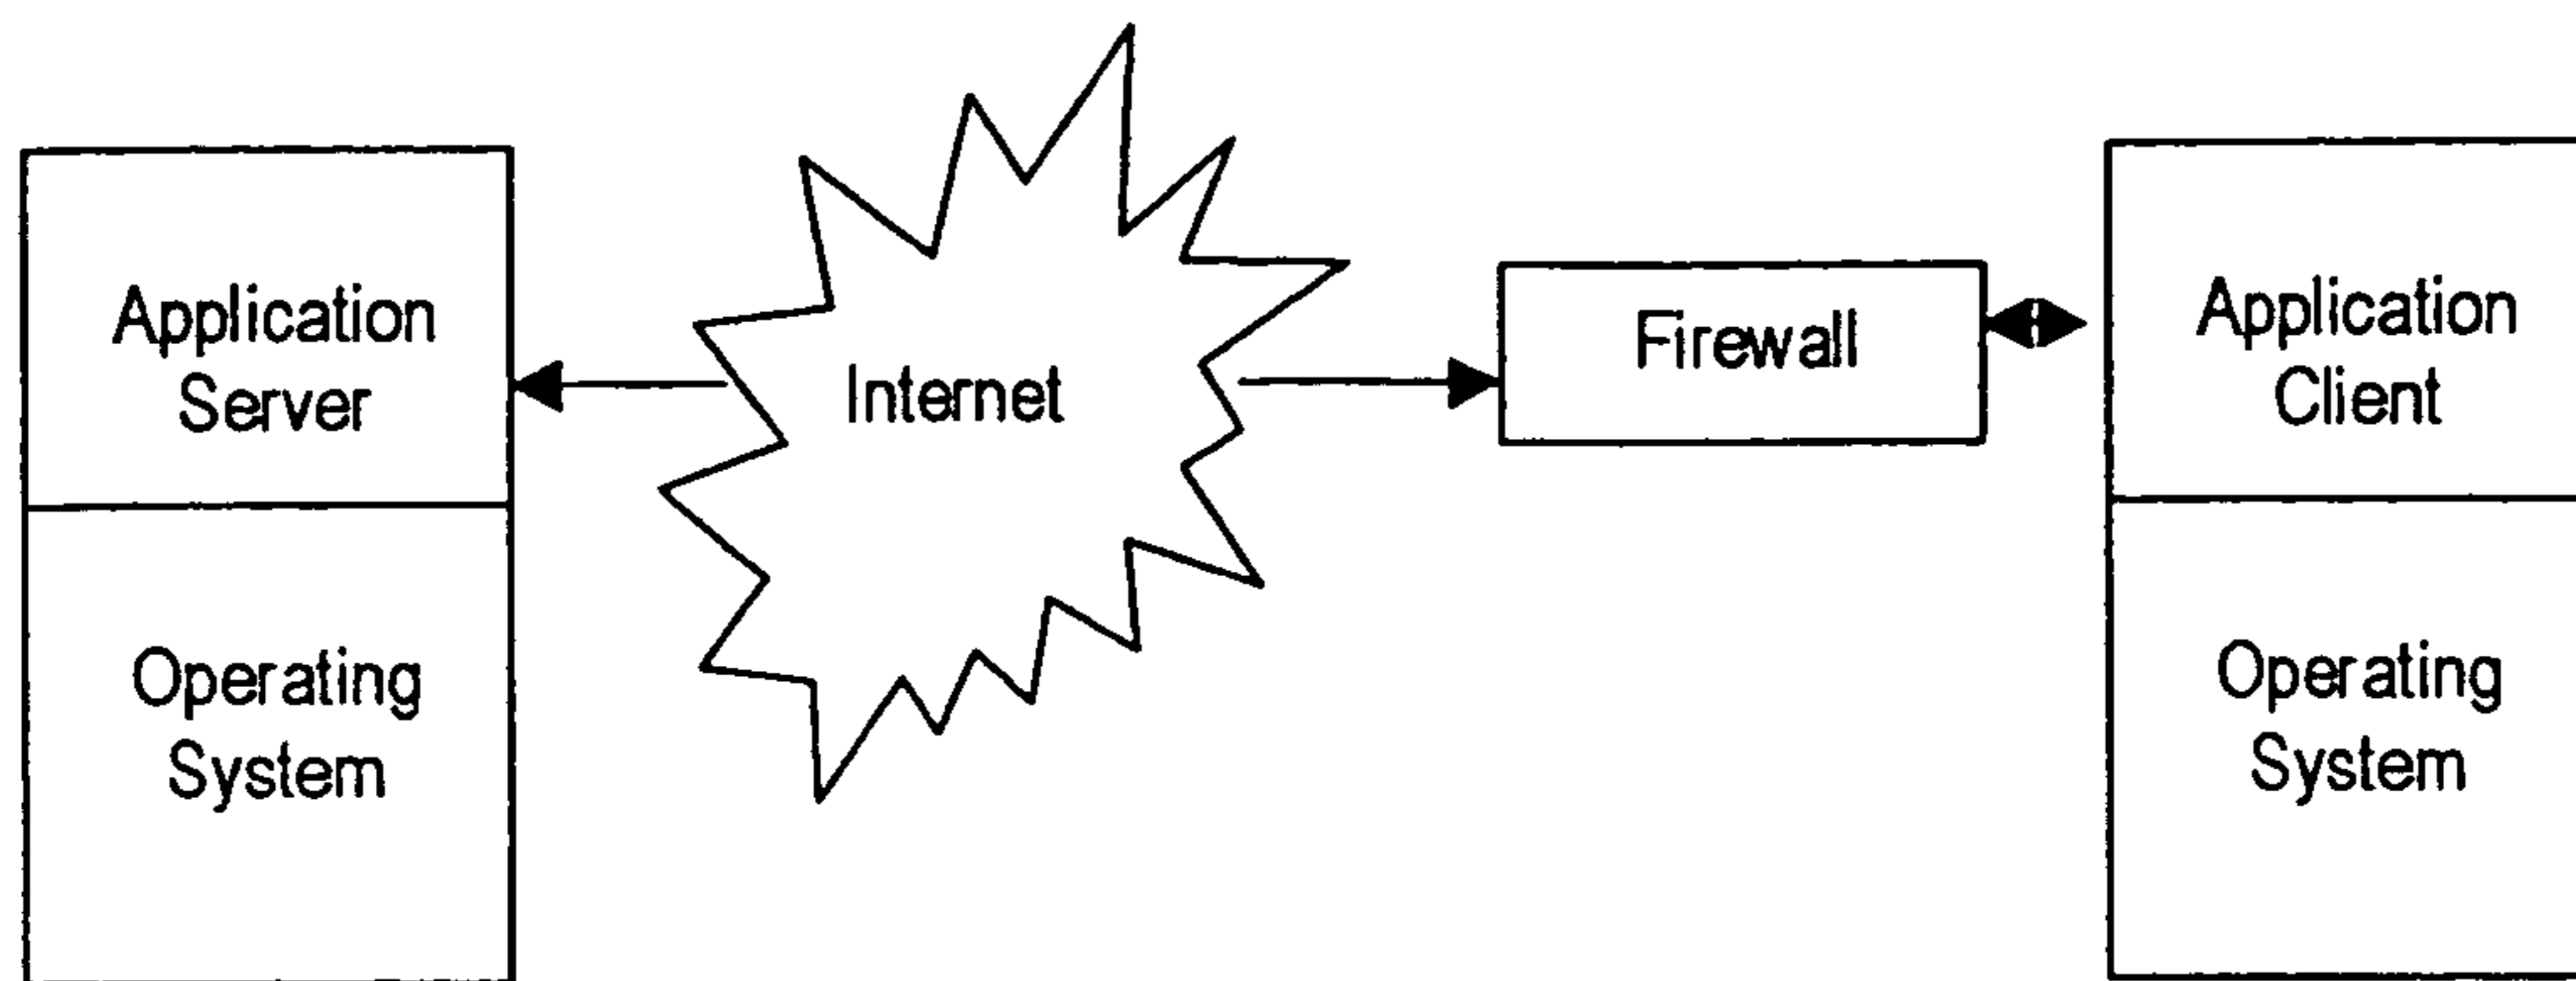 Application
Server
Operating
System
Internet
Firewall
Application
Client
Operating
System